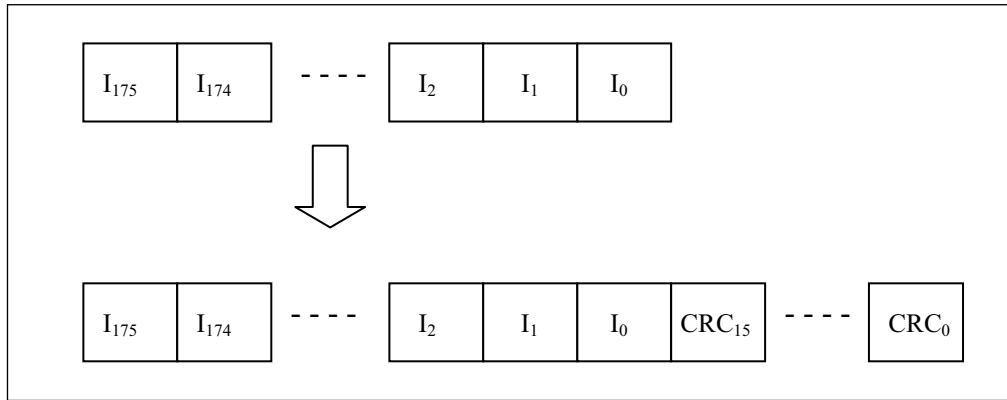 I₁₇₅ I₁₇₄ - - - - I₂ I₁ I₀
I₁₇₅ I₁₇₄ - - - - I₂ I₁ I₀ CRC₁₅ - - - - CRC₀